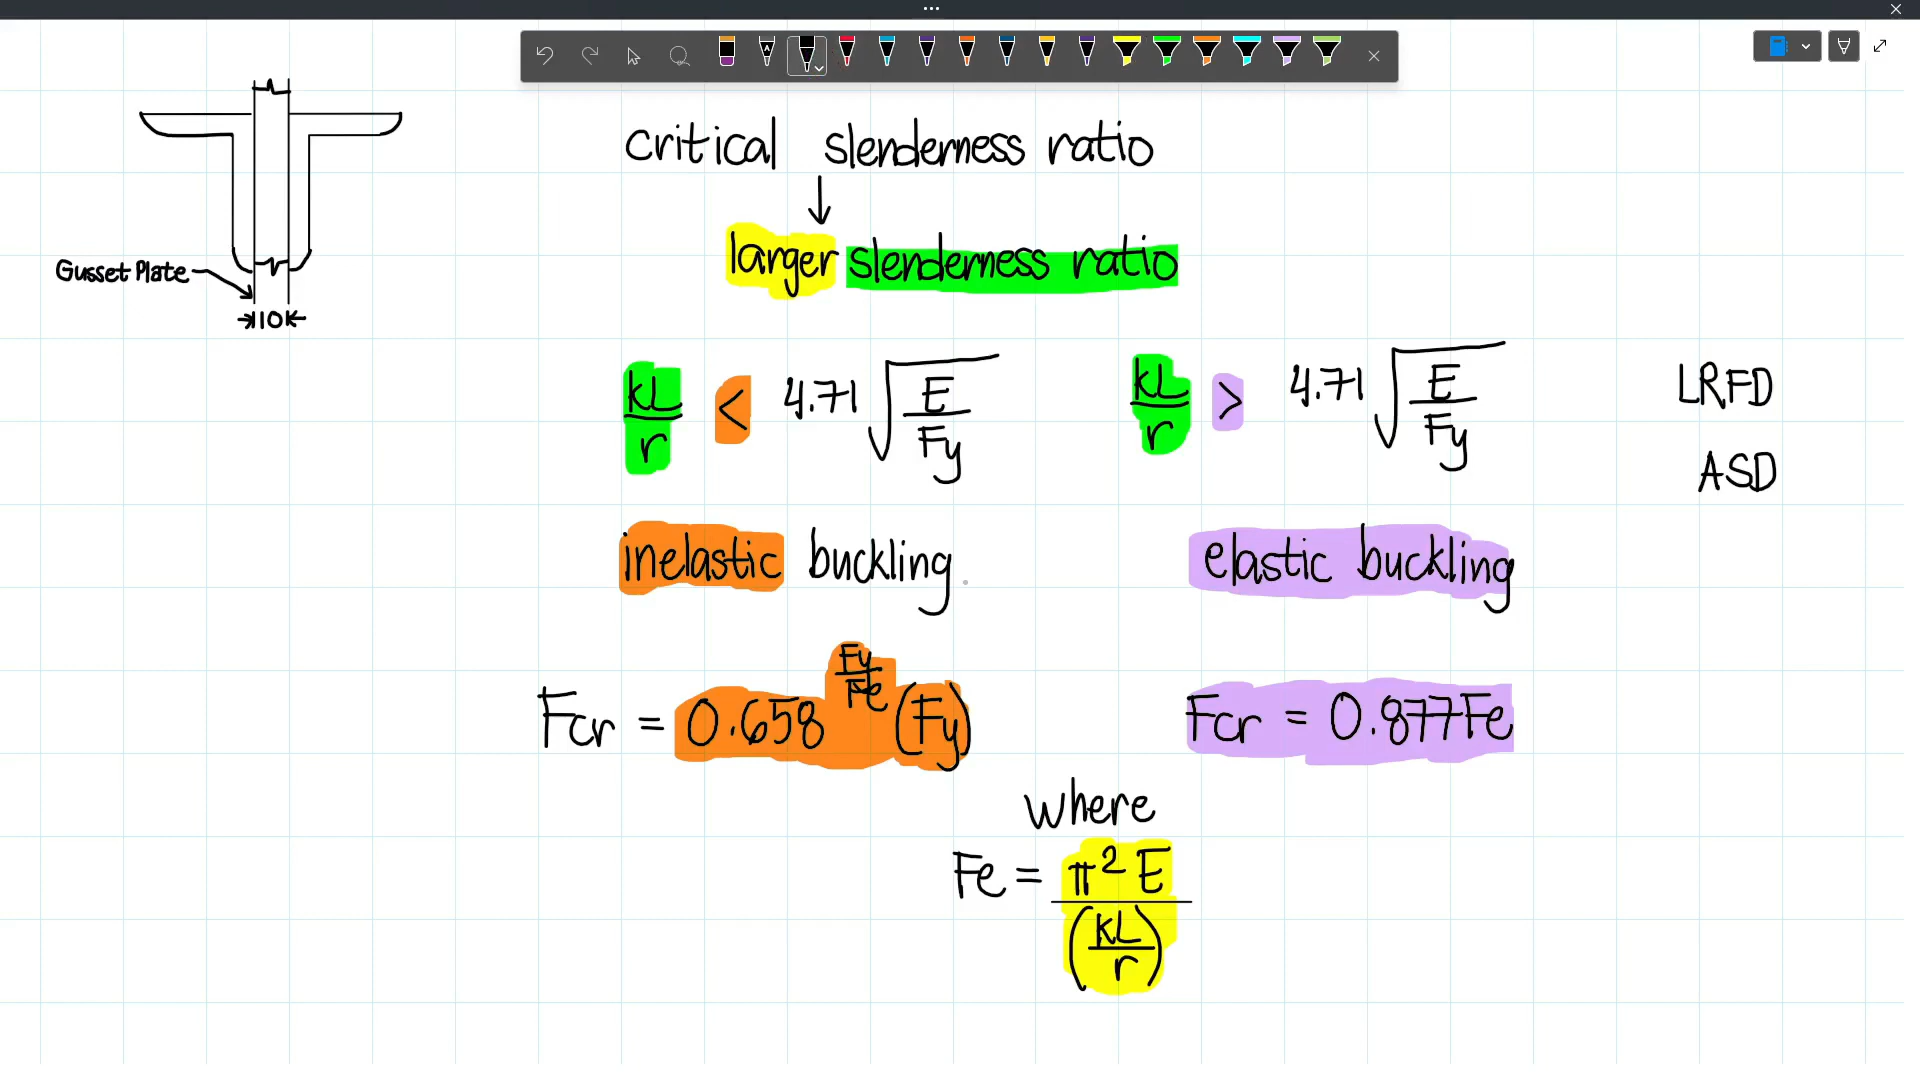 critical slenderness ratio
larger slenderness ratio
Gusset Plate
10
kL/r < 4.71 √(E/Fy)
kL/r > 4.71 √(E/Fy)
LRFD
ASD
inelastic buckling
elastic buckling
Fcr = 0.658^(Fy/Fe) (Fy)
Fcr = 0.877Fe
where
Fe = π² E / (kL/r)